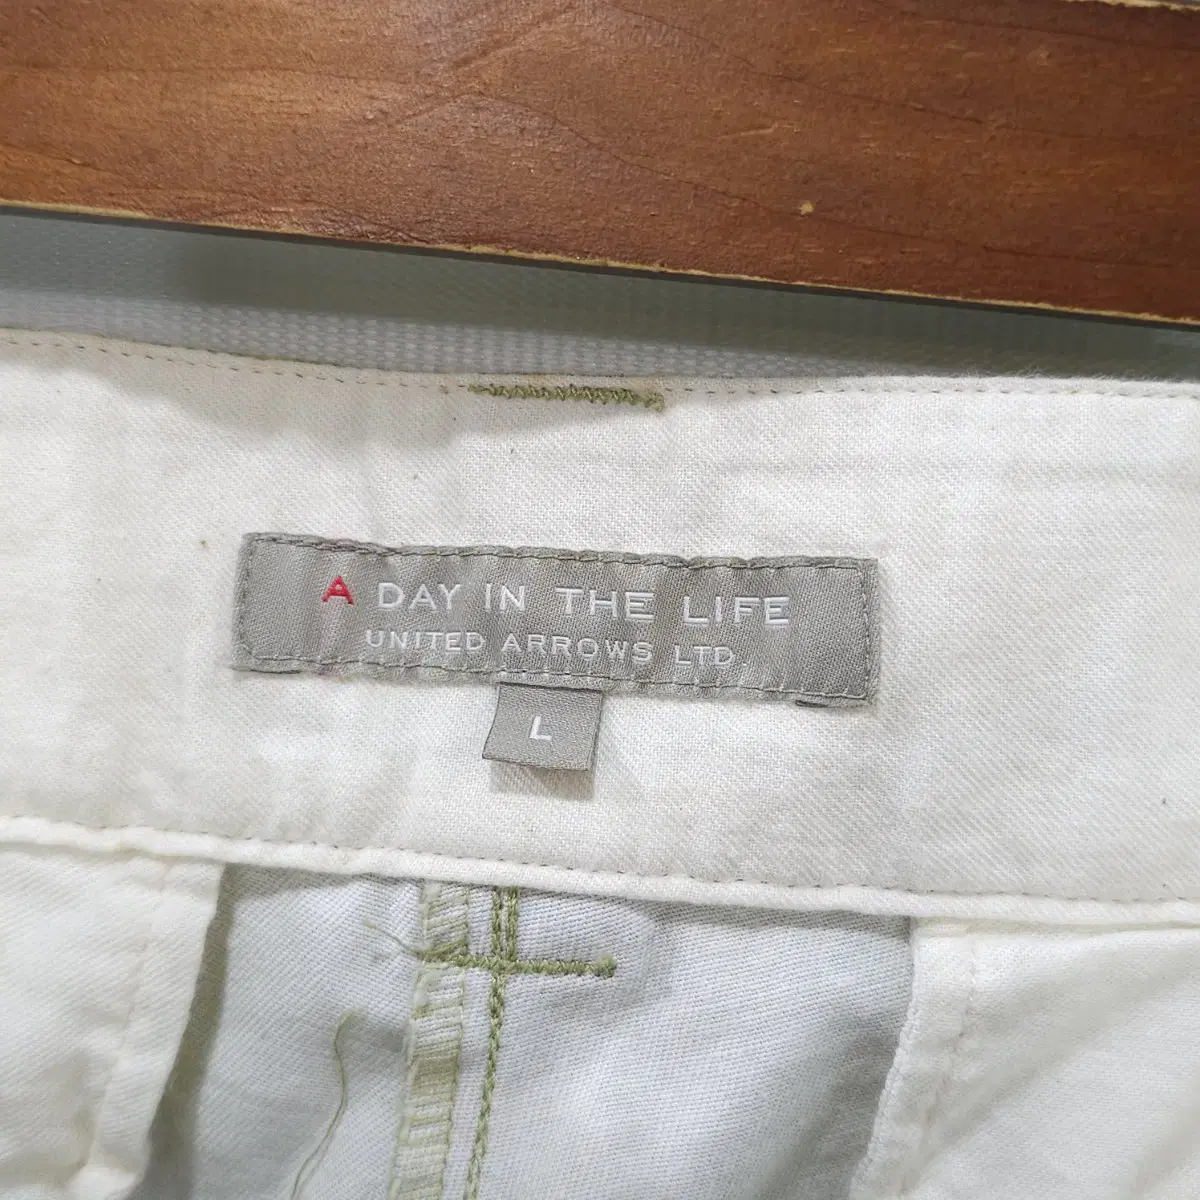 A DAY IN THE LIFE
UNITED ARROWS LTD.
L